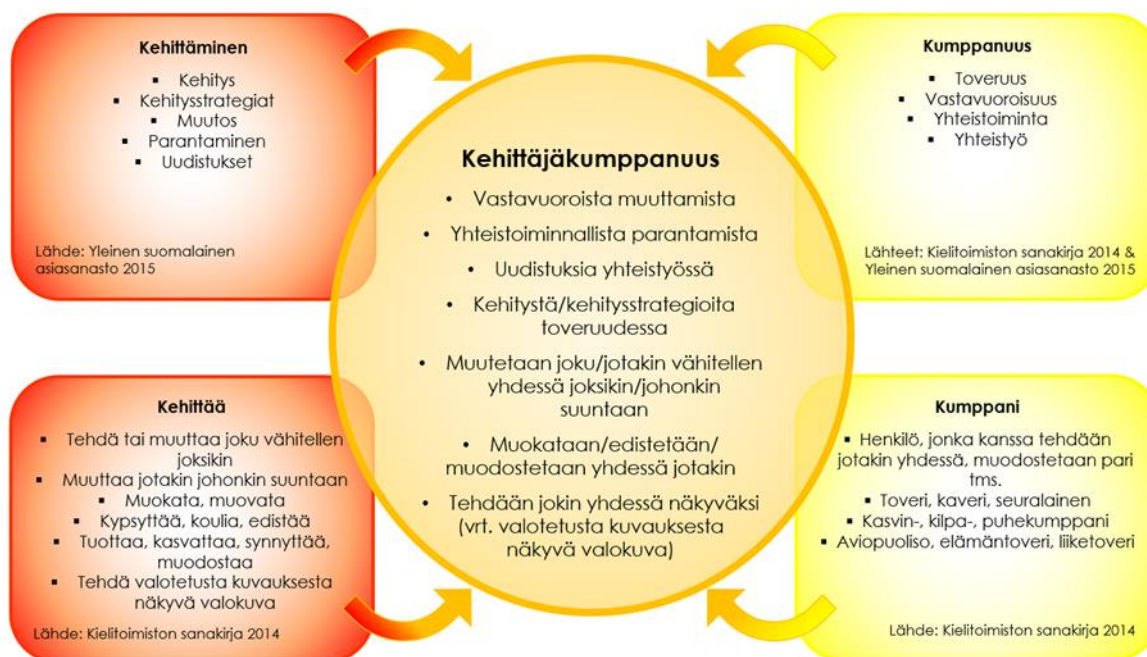 Kehittäminen
▪ Kehitys
▪ Kehitysstrategiat
▪ Muutos
▪ Parantaminen
▪ Uudistukset
Lähde: Yleinen suomalainen
asiasanasto 2015
Kumppanuus
▪ Toveruus
▪ Vastavuoroisuus
▪ Yhteistoiminta
▪ Yhteistyö
Lähteet: Kielitoimiston sanakirja 2014 &
Yleinen suomalainen asiasanasto 2015
Kehittäjäkumppanuus
• Vastavuoroista muuttamista
• Yhteistoiminnallista parantamista
• Uudistuksia yhteistyössä
• Kehitystä/kehitysstrategioita
toveruudessa
• Muutetaan joku/jotakin vähitellen
yhdessä joksikin/johonkin
suuntaan
• Muokataan/edistetään/
muodostetaan yhdessä jotakin
• Tehdään jokin yhdessä näkyväksi
(vrt. valotetusta kuvauksesta
näkyvä valokuva)
Kehittää
▪ Tehdä tai muuttaa joku vähitellen
joksikin
▪ Muuttaa jotakin johonkin suuntaan
▪ Muokata, muovata
▪ Kypsyttää, koulia, edistää
▪ Tuottaa, kasvattaa, synnyttää,
muodostaa
▪ Tehdä valotetusta kuvauksesta
näkyvä valokuva
Lähde: Kielitoimiston sanakirja 2014
Kumppani
▪ Henkilö, jonka kanssa tehdään
jotakin yhdessä, muodostetaan pari
tms.
▪ Toveri, kaveri, seuralainen
▪ Kasvin-, kilpa-, puhekumppani
▪ Aviopuoliso, elämäntoveri, liiketoveri
Lähde: Kielitoimiston sanakirja 2014